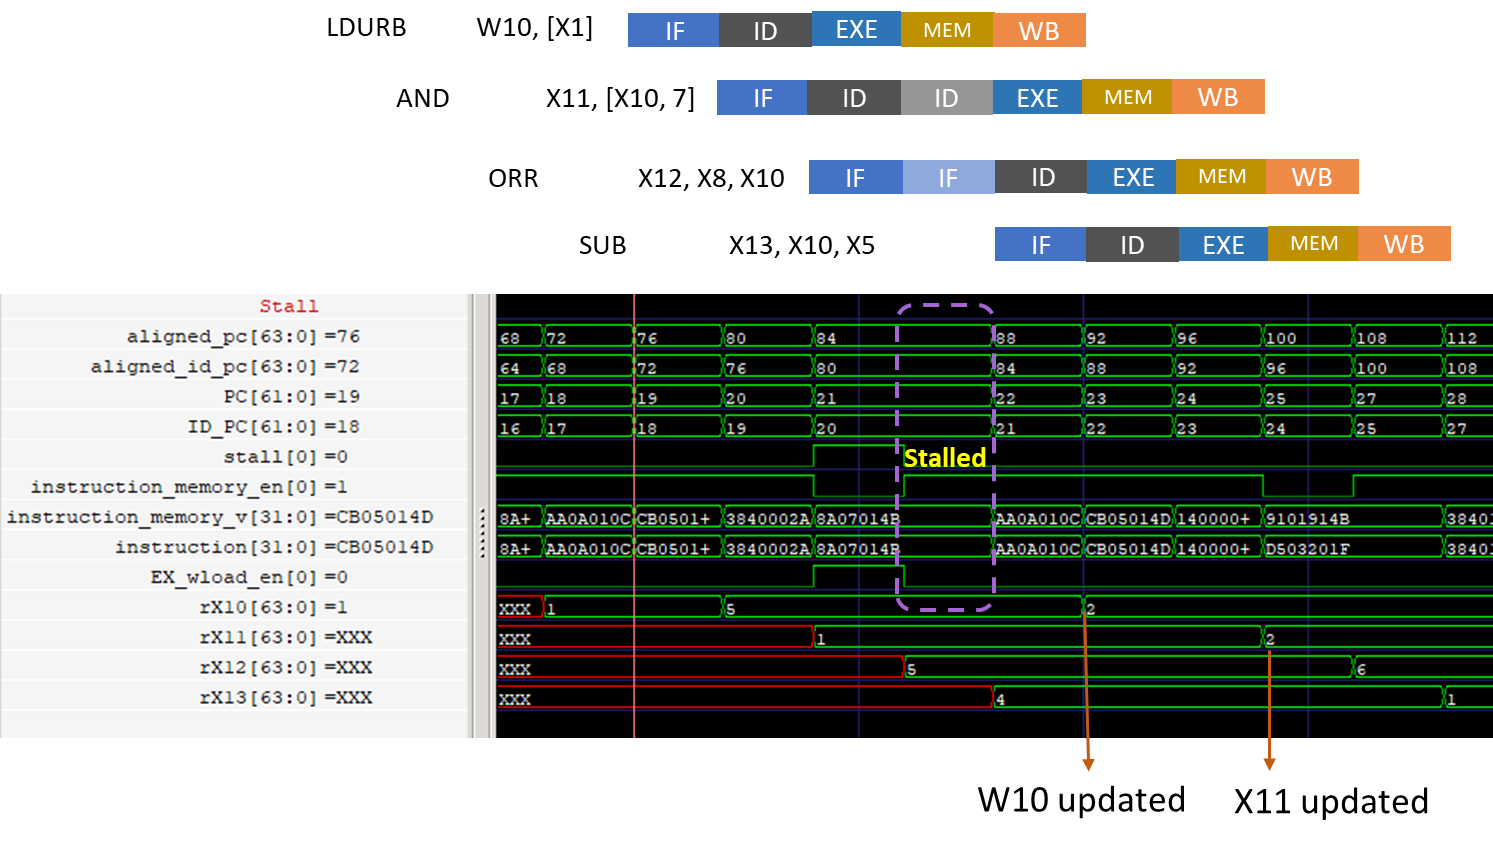 LDURB W10, [X1] IF ID EXE MEM WB
AND X11, [X10, 7] IF ID ID EXE MEM WB
ORR X12, X8, X10 IF IF ID EXE MEM WB
SUB X13, X10, X5 IF ID EXE MEM WB
Stall
aligned_pc[63:0] =76 68 72 76 80 84 88 92 96 100 108 112
aligned_id_pc[63:0] =72 64 68 72 76 80 84 88 92 96 100 108
PC[61:0] =19 17 18 19 20 21 22 23 24 25 27 28
ID_PC[61:0] =18 16 17 18 19 20 21 22 23 24 25 27
stall[0] =0 Stalled
instruction_memory_en[0] =1
instruction_memory_v[31:0] =CB05014D 8A+ AA0A010C CB0501+ 3840002A 8A07014B AA0A010C CB05014D 140000+ 9101914B 38401
instruction[31:0] =CB05014D 8A+ AA0A010C CB0501+ 3840002A 8A07014B AA0A010C CB05014D 140000+ D503201F 38401
EX_wload_en[0] =0
rX10[63:0] =1 XXX 1 5 2
rX11[63:0] =XXX XXX 1 2
rX12[63:0] =XXX XXX 5 6
rX13[63:0] =XXX XXX 4 1
W10 updated X11 updated